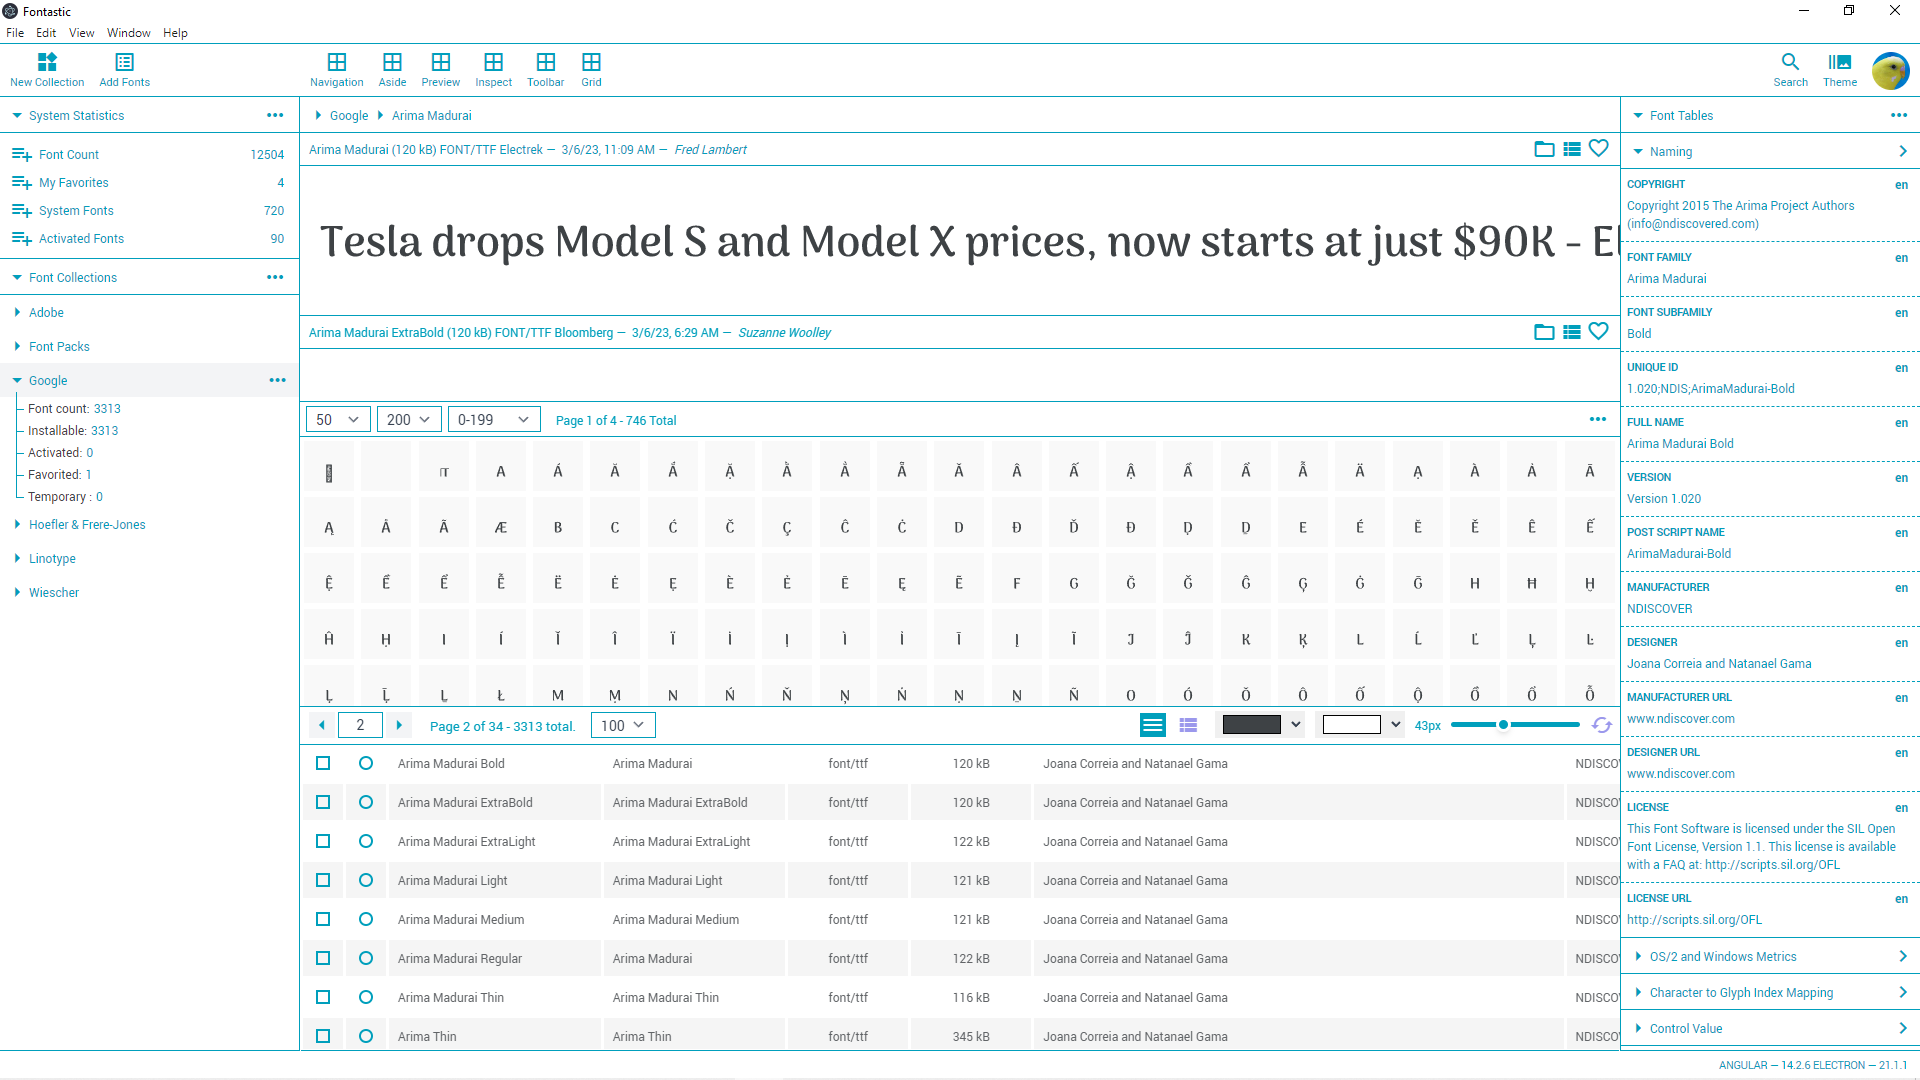 Fontastic
File Edit View Window Help
New Collection Add Fonts Navigation Aside Preview Inspect Toolbar Grid Search Theme
System Statistics
Font Count 12504
My Favorites 4
System Fonts 720
Activated Fonts 90
Font Collections
Adobe
Font Packs
Google
Font count: 3313
Installable: 3313
Activated: 0
Favorited: 1
Temporary : 0
Hoefler & Frere-Jones
Linotype
Wiescher
Google Arima Madurai
Arima Madurai (120 kB) FONT/TTF Electrek — 3/6/23, 11:09 AM — Fred Lambert
Tesla drops Model S and Model X prices, now starts at just $90K - El
Arima Madurai ExtraBold (120 kB) FONT/TTF Bloomberg — 3/6/23, 6:29 AM — Suzanne Woolley
50 200 0-199 Page 1 of 4 - 746 Total
2 Page 2 of 34 - 3313 total. 100 43px
Arima Madurai Bold Arima Madurai font/ttf 120 kB Joana Correia and Natanael Gama NDISCO
Arima Madurai ExtraBold Arima Madurai ExtraBold font/ttf 120 kB Joana Correia and Natanael Gama NDISCO
Arima Madurai ExtraLight Arima Madurai ExtraLight font/ttf 122 kB Joana Correia and Natanael Gama NDISCO
Arima Madurai Light Arima Madurai Light font/ttf 121 kB Joana Correia and Natanael Gama NDISCO
Arima Madurai Medium Arima Madurai Medium font/ttf 121 kB Joana Correia and Natanael Gama NDISCO
Arima Madurai Regular Arima Madurai font/ttf 122 kB Joana Correia and Natanael Gama NDISCO
Arima Madurai Thin Arima Madurai Thin font/ttf 116 kB Joana Correia and Natanael Gama NDISCO
Arima Thin Arima Thin font/ttf 345 kB Joana Correia and Natanael Gama NDISCO
Font Tables
Naming
COPYRIGHT en
Copyright 2015 The Arima Project Authors
(info@ndiscovered.com)
FONT FAMILY en
Arima Madurai
FONT SUBFAMILY en
Bold
UNIQUE ID en
1.020;NDIS;ArimaMadurai-Bold
FULL NAME en
Arima Madurai Bold
VERSION en
Version 1.020
POST SCRIPT NAME en
ArimaMadurai-Bold
MANUFACTURER en
NDISCOVER
DESIGNER en
Joana Correia and Natanael Gama
MANUFACTURER URL en
www.ndiscover.com
DESIGNER URL en
www.ndiscover.com
LICENSE en
This Font Software is licensed under the SIL Open
Font License, Version 1.1. This license is available
with a FAQ at: http://scripts.sil.org/OFL
LICENSE URL en
http://scripts.sil.org/OFL
OS/2 and Windows Metrics
Character to Glyph Index Mapping
Control Value
ANGULAR — 14.2.6 ELECTRON — 21.1.1